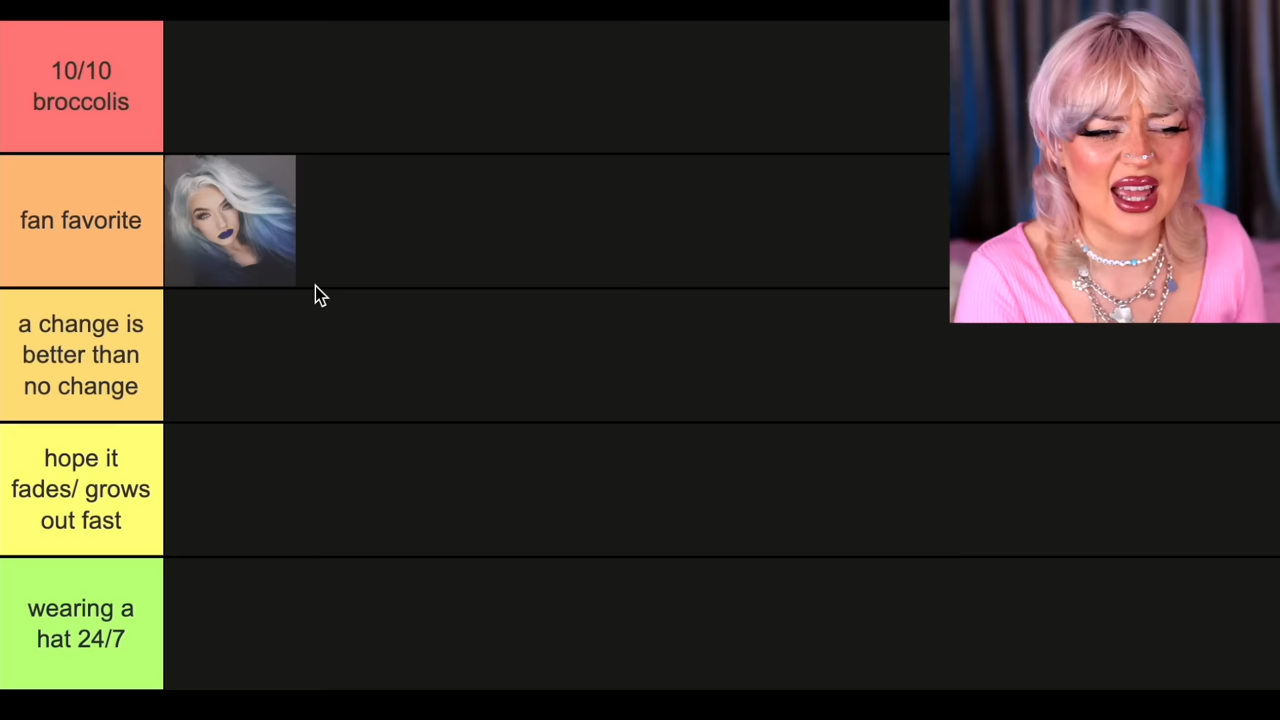 10/10
broccolis
fan favorite
a change is
better than
no change
hope it
fades/ grows
out fast
wearing a
hat 24/7